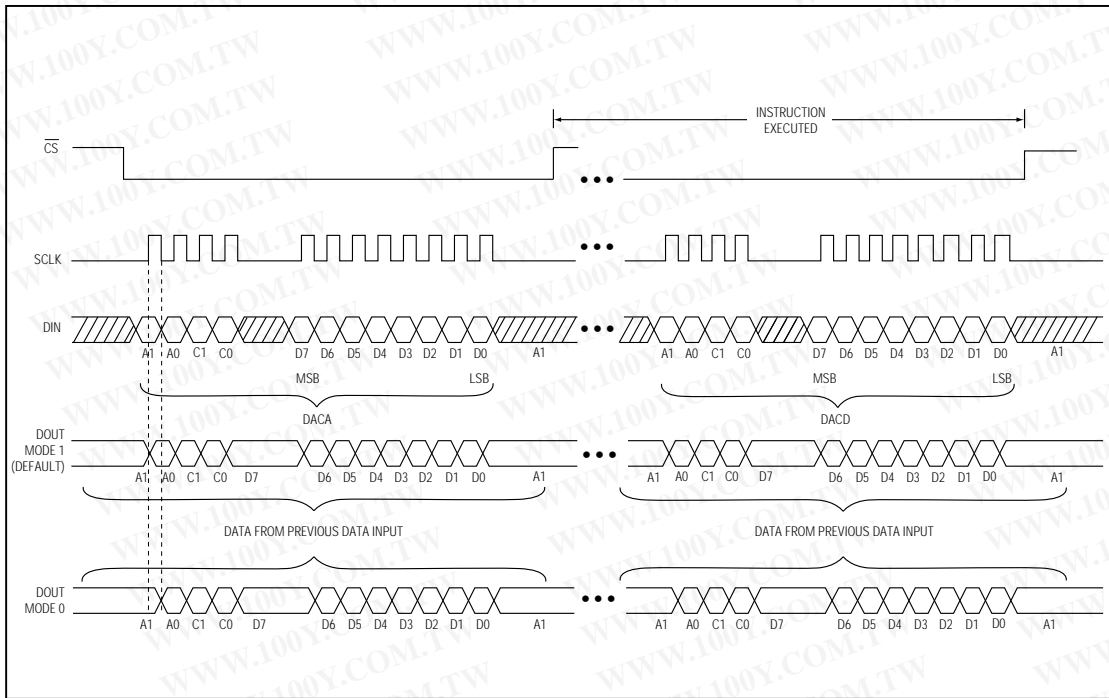 INSTRUCTION
EXECUTED
CS
SCLK
DIN
A1 A0 C1 C0 D7 D6 D5 D4 D3 D2 D1 D0 A1 A1 A0 C1 C0 D7 D6 D5 D4 D3 D2 D1 D0 A1
MSB LSB MSB LSB
DACA DACD
DOUT
MODE 1
(DEFAULT)
A1 A0 C1 C0 D7 D6 D5 D4 D3 D2 D1 D0 A1 A1 A0 C1 C0 D7 D6 D5 D4 D3 D2 D1 D0 A1
DATA FROM PREVIOUS DATA INPUT DATA FROM PREVIOUS DATA INPUT
DOUT
MODE 0
A1 A0 C1 C0 D7 D6 D5 D4 D3 D2 D1 D0 A1 A1 A0 C1 C0 D7 D6 D5 D4 D3 D2 D1 D0 A1
WWW.100Y.COM.TW